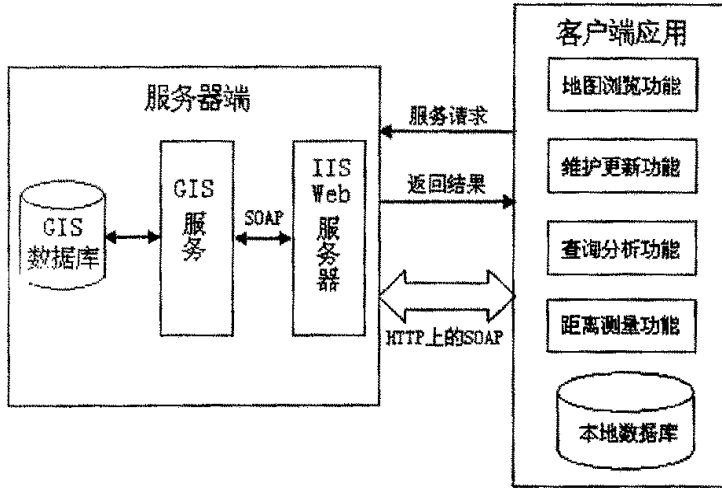 服务器端
GIS
数据库
GIS
服务
SOAP
IIS
Web
服务器
服务请求
返回结果
HTTP上的SOAP
客户端应用
地图浏览功能
维护更新功能
查询分析功能
距离测量功能
本地数据库